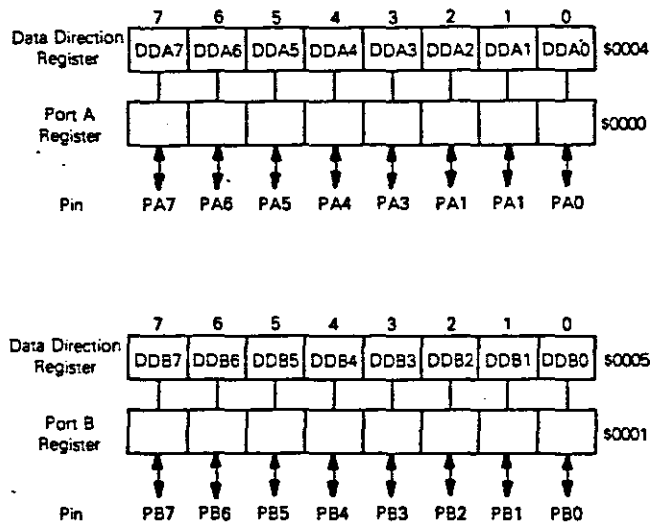 7 6 5 4 3 2 1 0
Data Direction Register DDA7 DDA6 DDA5 DDA4 DDA3 DDA2 DDA1 DDA0 $0004
Port A Register $0000
Pin PA7 PA6 PA5 PA4 PA3 PA1 PA1 PA0
7 6 5 4 3 2 1 0
Data Direction Register DDB7 DDB6 DDB5 DDB4 DDB3 DDB2 DDB1 DDB0 $0005
Port B Register $0001
Pin PB7 PB6 PB5 PB4 PB3 PB2 PB1 PB0